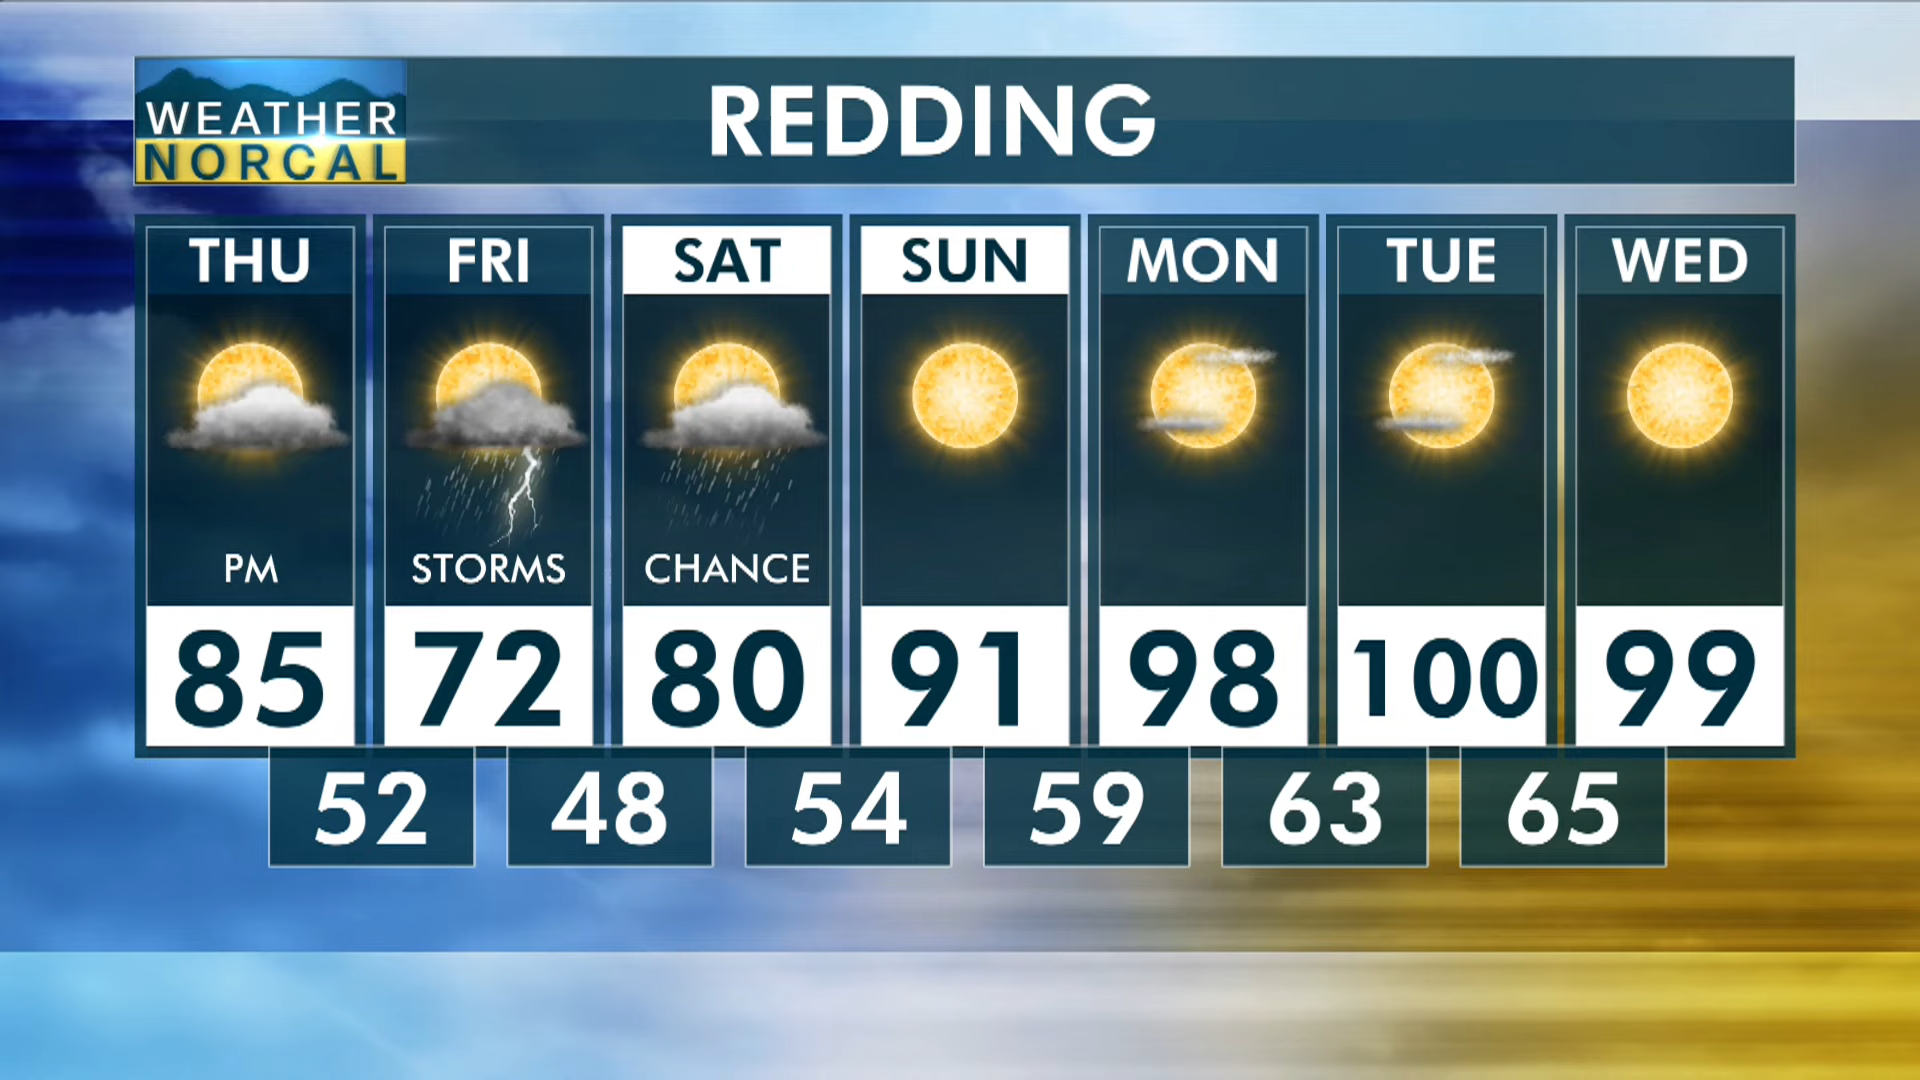 WEATHER
NORCAL
REDDING
THU FRI SAT SUN MON TUE WED
PM STORMS CHANCE
85 72 80 91 98 100 99
52 48 54 59 63 65